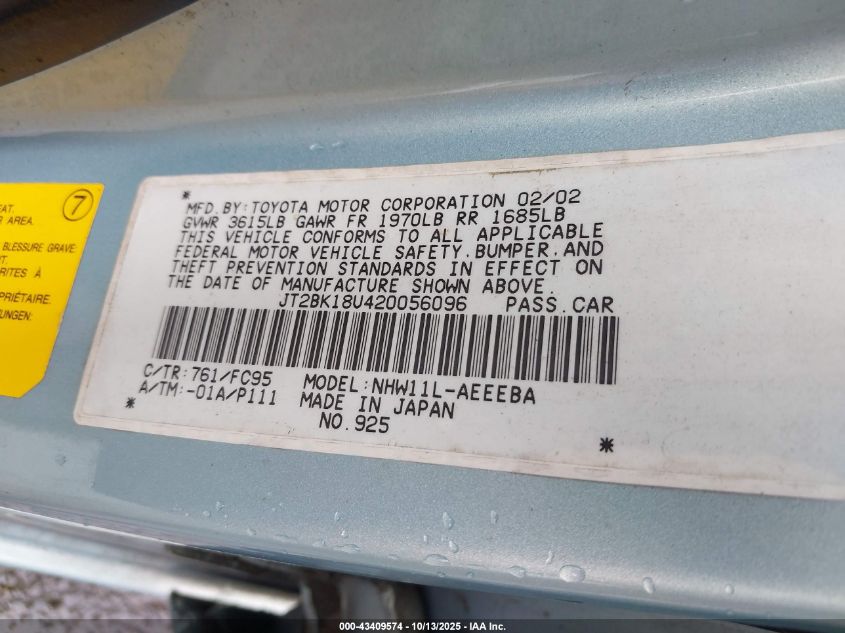 7
AT.
AREA.
BLESSURE GRAVE
NT.
RITES À
PRIÉTAIRE.
UNGEN:
* MFD.BY:TOYOTA MOTOR CORPORATION 02/02
GVWR 3615LB GAWR FR 1970LB RR 1685LB
THIS VEHICLE CONFORMS TO ALL APPLICABLE
FEDERAL MOTOR VEHICLE SAFETY,BUMPER,AND
THEFT PREVENTION STANDARDS IN EFFECT ON
THE DATE OF MANUFACTURE SHOWN ABOVE.
JT2BK18U420056096 PASS.CAR
C/TR:761/FC95 MODEL:NHW11L-AEEEBA
A/TM:-01A/P111 MADE IN JAPAN
* NO.925 *
000-43409574 - 10/13/2025 - IAA Inc.